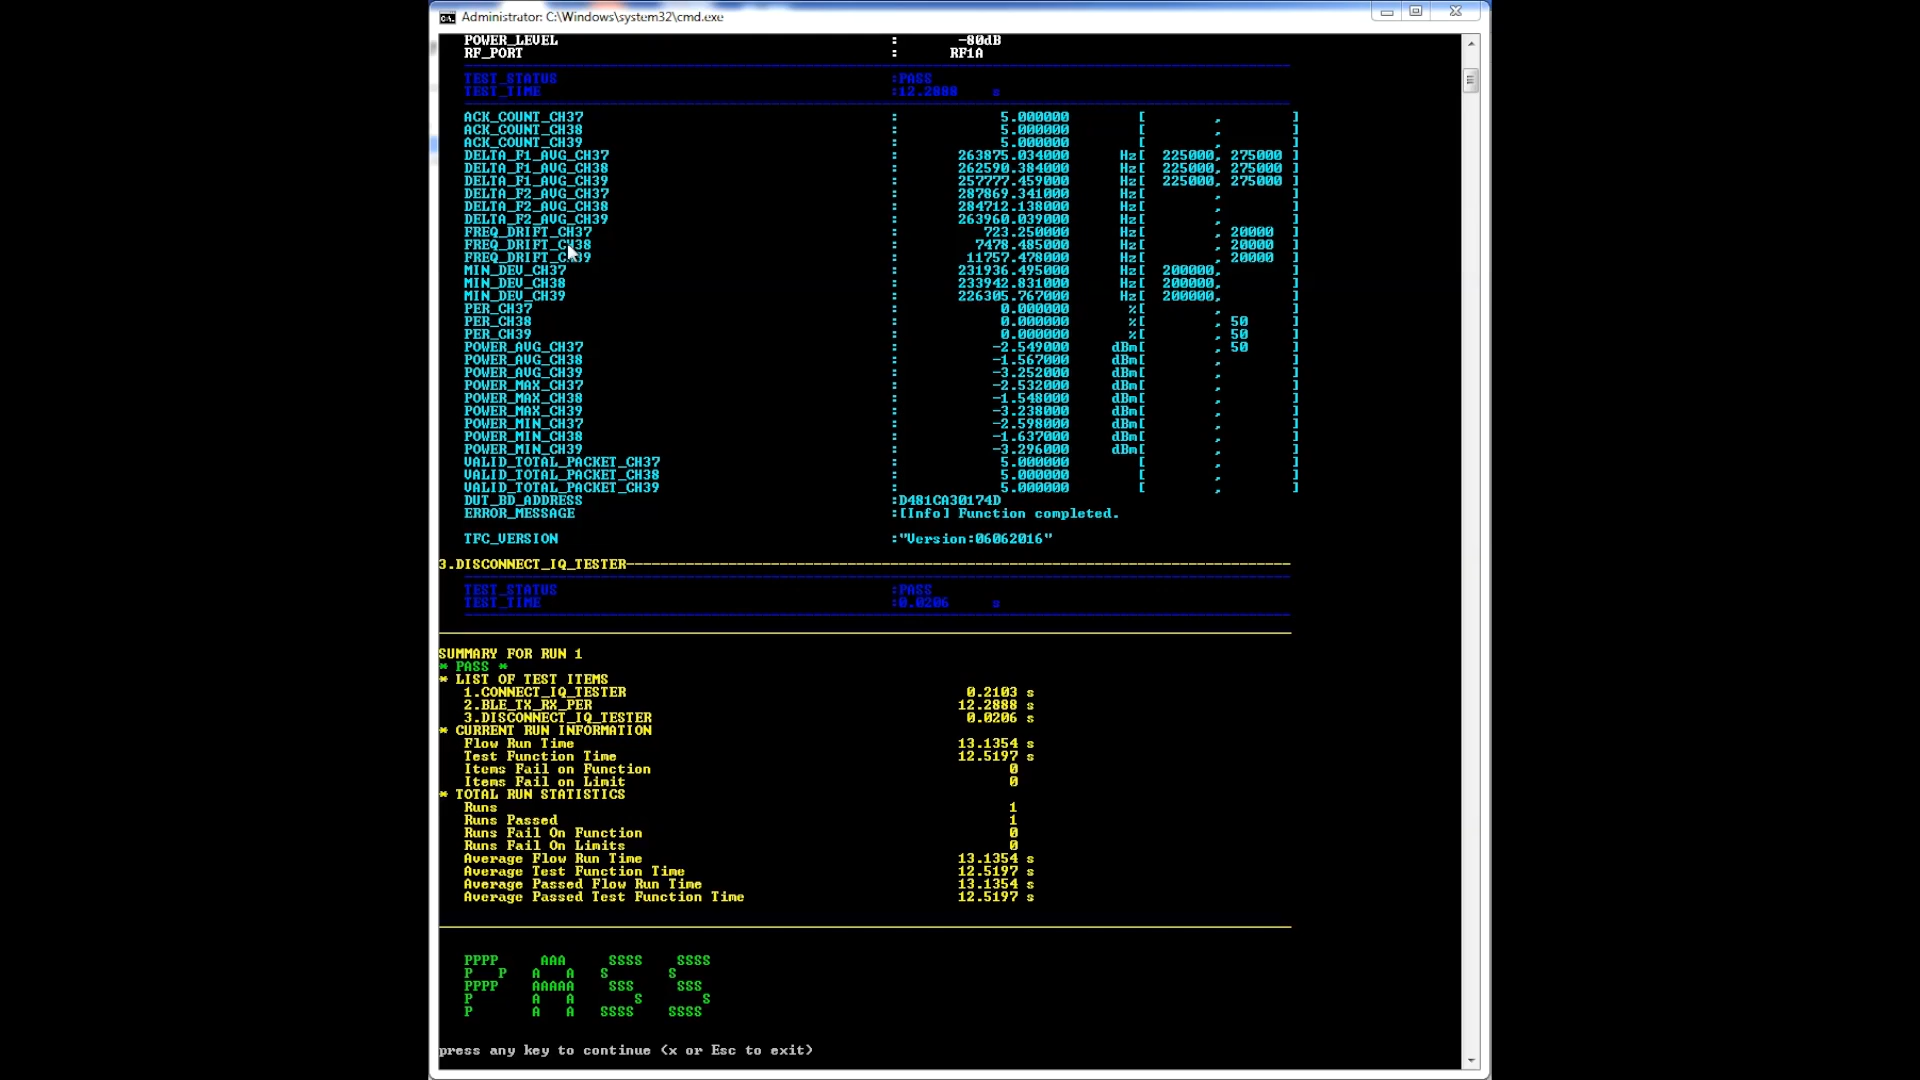 Administrator: C:\Windows\system32\cmd.exe
POWER_LEVEL : -80dB
RF_PORT : RF1A
TEST_STATUS :PASS
TEST_TIME :12.2888 s
ACK_COUNT_CH37 : 5.000000 [ , ]
ACK_COUNT_CH38 : 5.000000 [ , ]
ACK_COUNT_CH39 : 5.000000 [ , ]
DELTA_F1_AVG_CH37 : 263875.034000 Hz[ 225000, 275000 ]
DELTA_F1_AVG_CH38 : 262590.384000 Hz[ 225000, 275000 ]
DELTA_F1_AVG_CH39 : 257777.459000 Hz[ 225000, 275000 ]
DELTA_F2_AVG_CH37 : 287869.341000 Hz[ , ]
DELTA_F2_AVG_CH38 : 284712.138000 Hz[ , ]
DELTA_F2_AVG_CH39 : 263960.039000 Hz[ , ]
FREQ_DRIFT_CH37 : 723.250000 Hz[ , 20000 ]
FREQ_DRIFT_CH38 : 7478.485000 Hz[ , 20000 ]
FREQ_DRIFT_CH39 : 11757.478000 Hz[ , 20000 ]
MIN_DEV_CH37 : 231936.495000 Hz[ 200000, ]
MIN_DEV_CH38 : 233942.831000 Hz[ 200000, ]
MIN_DEV_CH39 : 226305.767000 Hz[ 200000, ]
PER_CH37 : 0.000000 %[ , ]
PER_CH38 : 0.000000 %[ , 50 ]
PER_CH39 : 0.000000 %[ , 50 ]
POWER_AVG_CH37 : -2.549000 dBm[ , 50 ]
POWER_AVG_CH38 : -1.567000 dBm[ , ]
POWER_AVG_CH39 : -3.252000 dBm[ , ]
POWER_MAX_CH37 : -2.532000 dBm[ , ]
POWER_MAX_CH38 : -1.548000 dBm[ , ]
POWER_MAX_CH39 : -3.238000 dBm[ , ]
POWER_MIN_CH37 : -2.598000 dBm[ , ]
POWER_MIN_CH38 : -1.637000 dBm[ , ]
POWER_MIN_CH39 : -3.296000 dBm[ , ]
VALID_TOTAL_PACKET_CH37 : 5.000000 [ , ]
VALID_TOTAL_PACKET_CH38 : 5.000000 [ , ]
VALID_TOTAL_PACKET_CH39 : 5.000000 [ , ]
DUT_BD_ADDRESS :D481CA30174D
ERROR_MESSAGE :[Info] Function completed.
TFC_VERSION :"Version:06062016"
3.DISCONNECT_IQ_TESTER
TEST_STATUS :PASS
TEST_TIME :0.0206 s
SUMMARY FOR RUN 1
* PASS *
* LIST OF TEST ITEMS
1.CONNECT_IQ_TESTER 0.2103 s
2.BLE_TX_RX_PER 12.2888 s
3.DISCONNECT_IQ_TESTER 0.0206 s
* CURRENT RUN INFORMATION
Flow Run Time 13.1354 s
Test Function Time 12.5197 s
Items Fail on Function 0
Items Fail on Limit 0
* TOTAL RUN STATISTICS
Runs 1
Runs Passed 1
Runs Fail On Function 0
Runs Fail On Limits 0
Average Flow Run Time 13.1354 s
Average Test Function Time 12.5197 s
Average Passed Flow Run Time 13.1354 s
Average Passed Test Function Time 12.5197 s
PPPP AAA SSSS SSSS
P P A A S S
PPPP AAAAA SSS SSS
P A A S S
P A A SSSS SSSS
press any key to continue (x or Esc to exit)